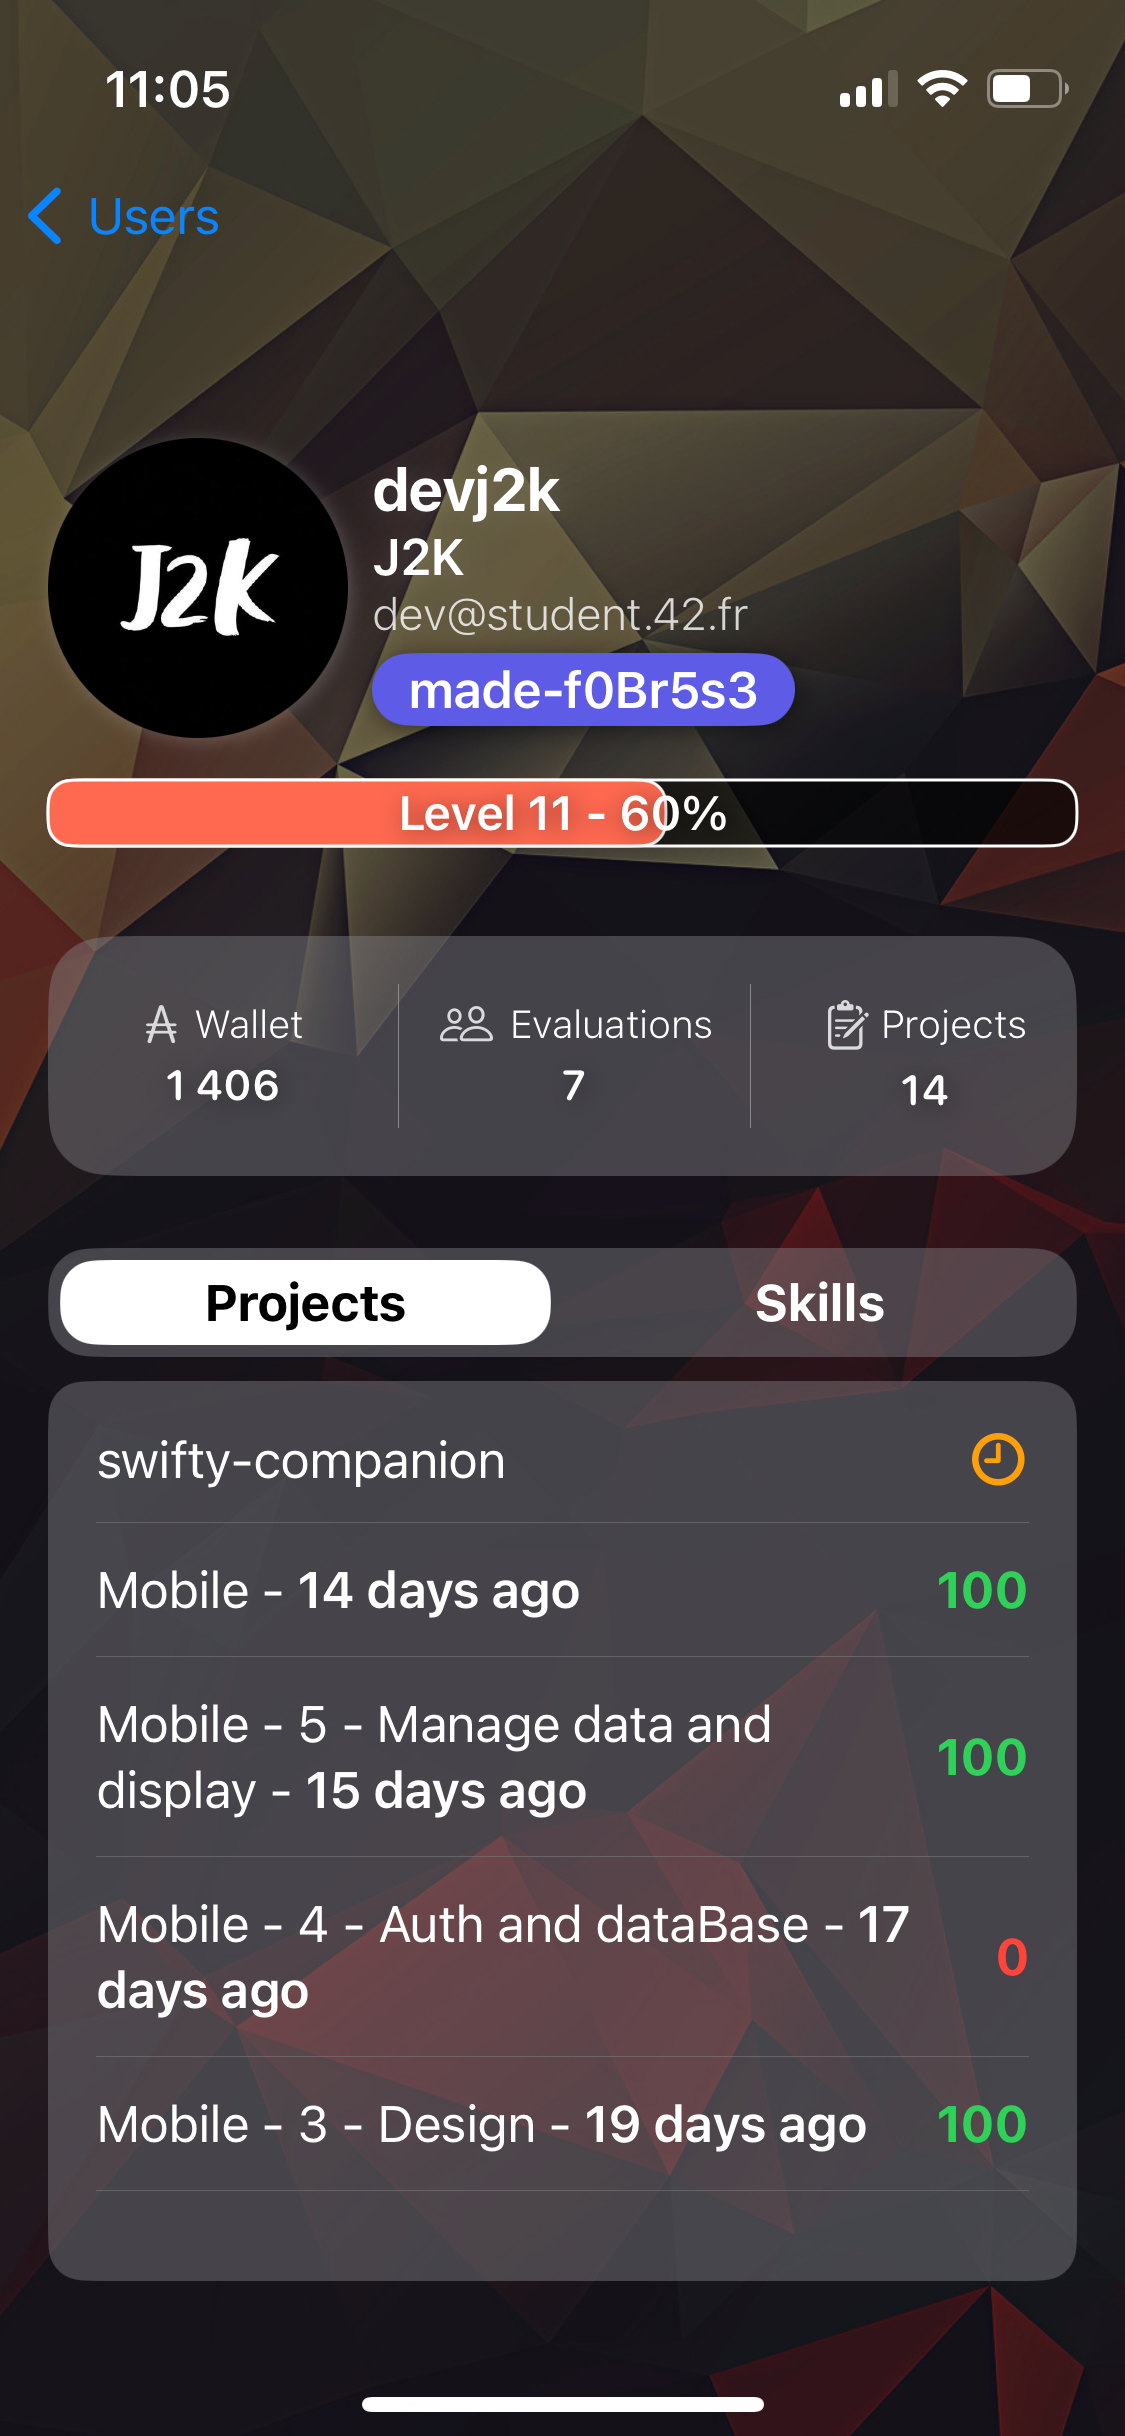 11:05
Users
J2K
devj2k
J2K
dev@student.42.fr
made-f0Br5s3
Level 11 - 60%
Wallet
1 406
Evaluations
7
Projects
14
Projects
Skills
swifty-companion
Mobile - 14 days ago
100
Mobile - 5 - Manage data and
display - 15 days ago
100
Mobile - 4 - Auth and dataBase - 17
days ago
0
Mobile - 3 - Design - 19 days ago
100